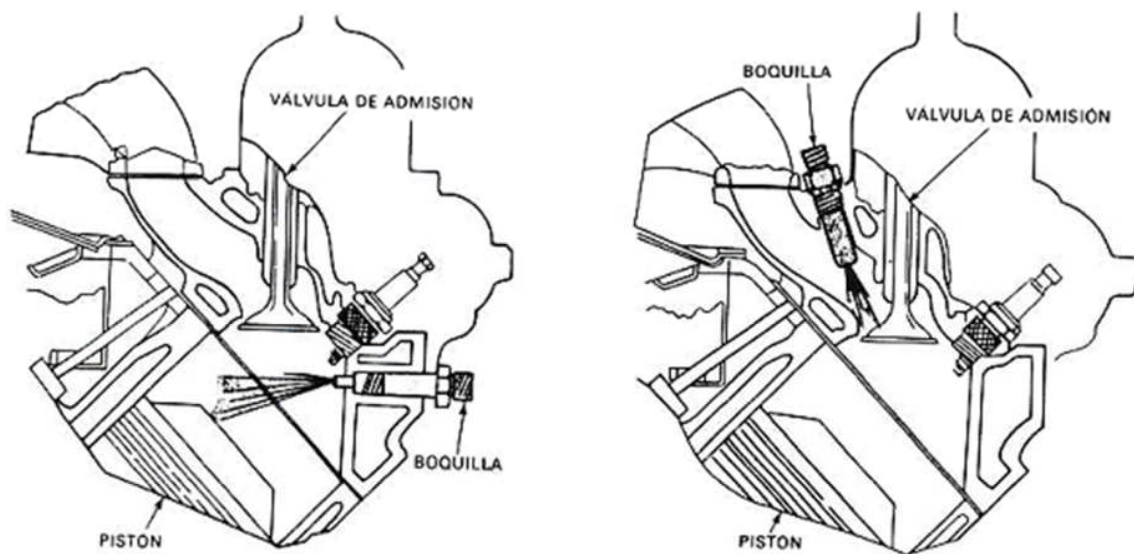 VÁLVULA DE ADMISION
BOQUILLA
PISTON
BOQUILLA
VÁLVULA DE ADMISIÓN
PISTON